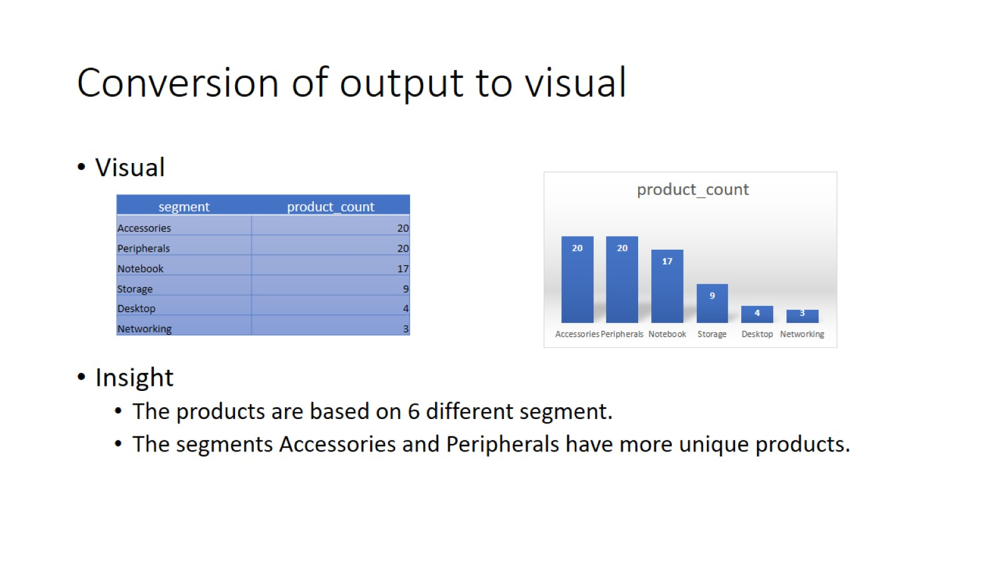 Conversion of output to visual
• Visual
segment product_count
Accessories 20
Peripherals 20
Notebook 17
Storage 9
Desktop 4
Networking 3
product_count
20 20 17 9 4 3
Accessories Peripherals Notebook Storage Desktop Networking
• Insight
• The products are based on 6 different segment.
• The segments Accessories and Peripherals have more unique products.